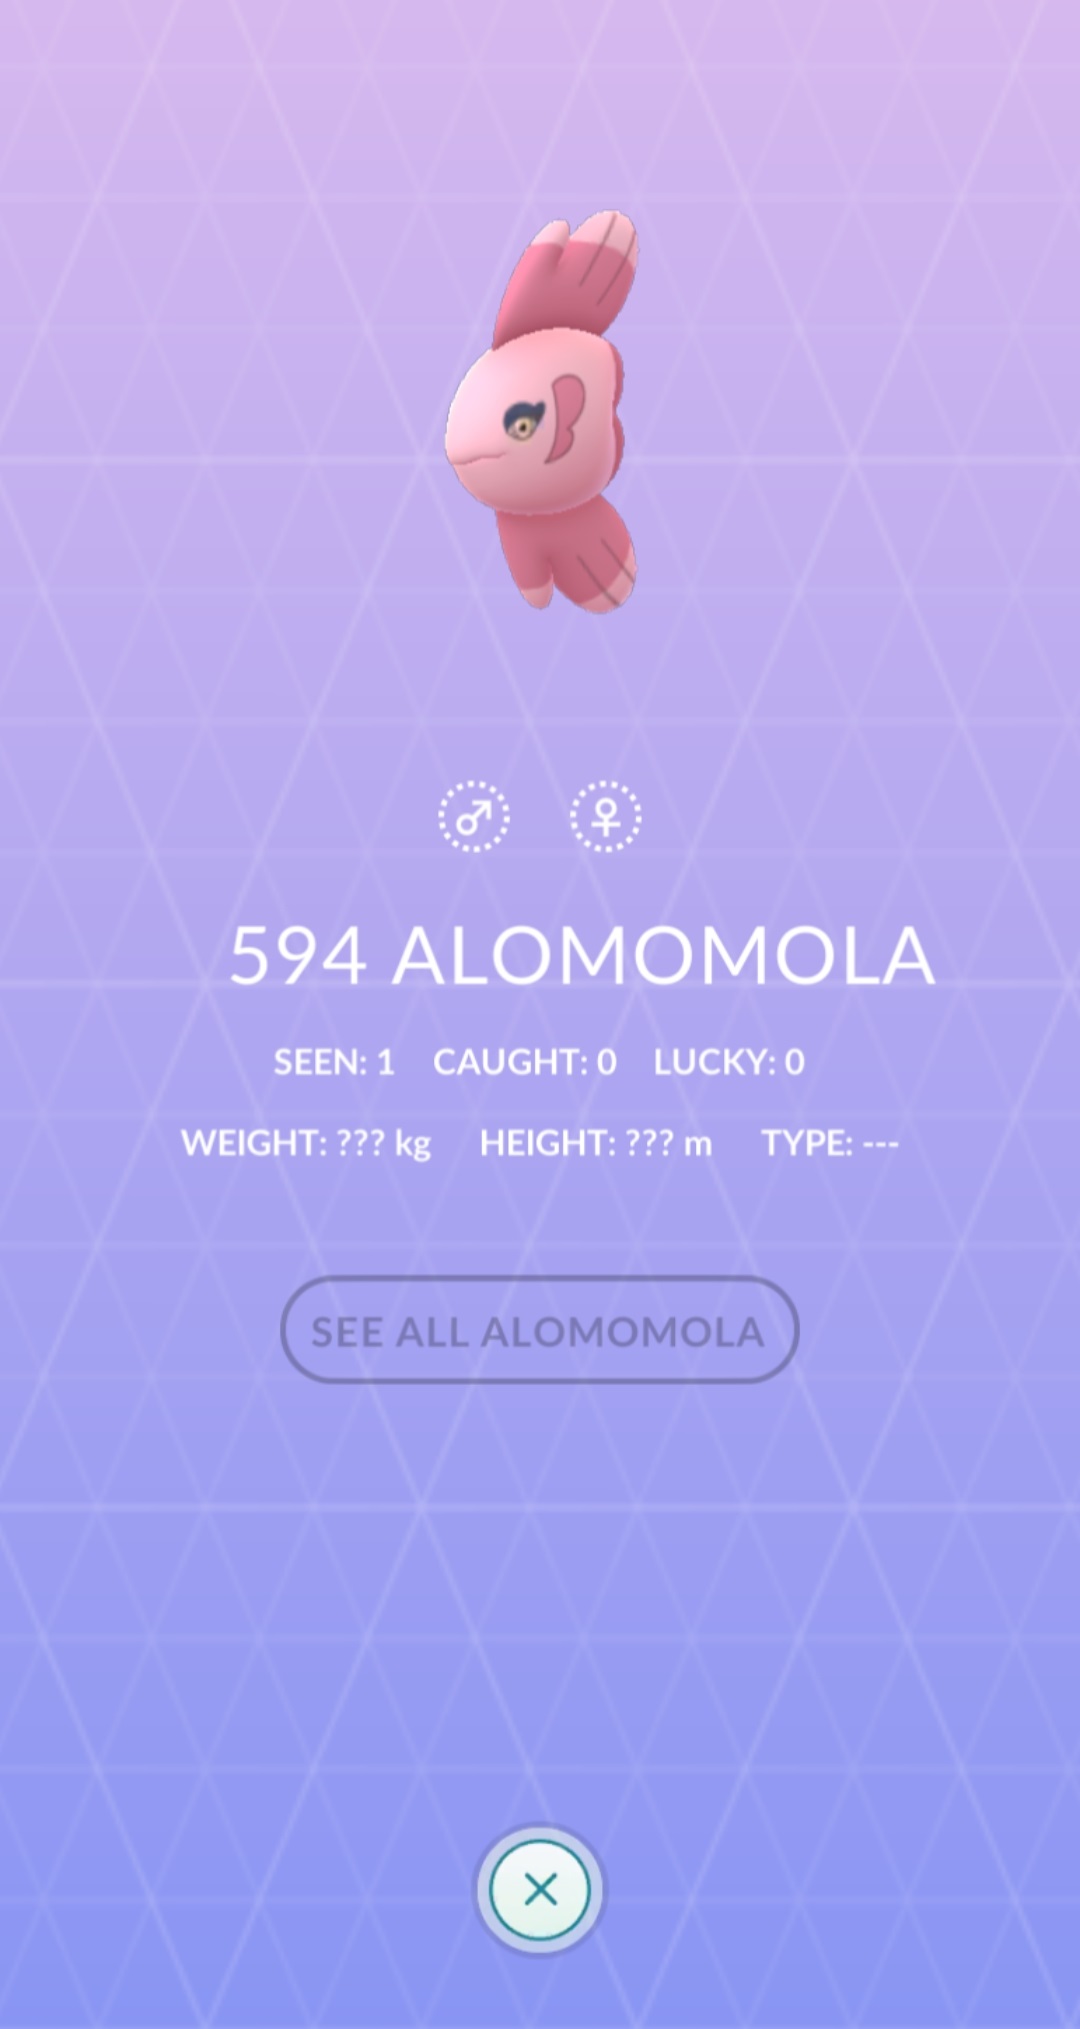 594 ALOMOMOLA
SEEN: 1 CAUGHT: 0 LUCKY: 0
WEIGHT: ??? kg HEIGHT: ??? m TYPE: ---
SEE ALL ALOMOMOLA